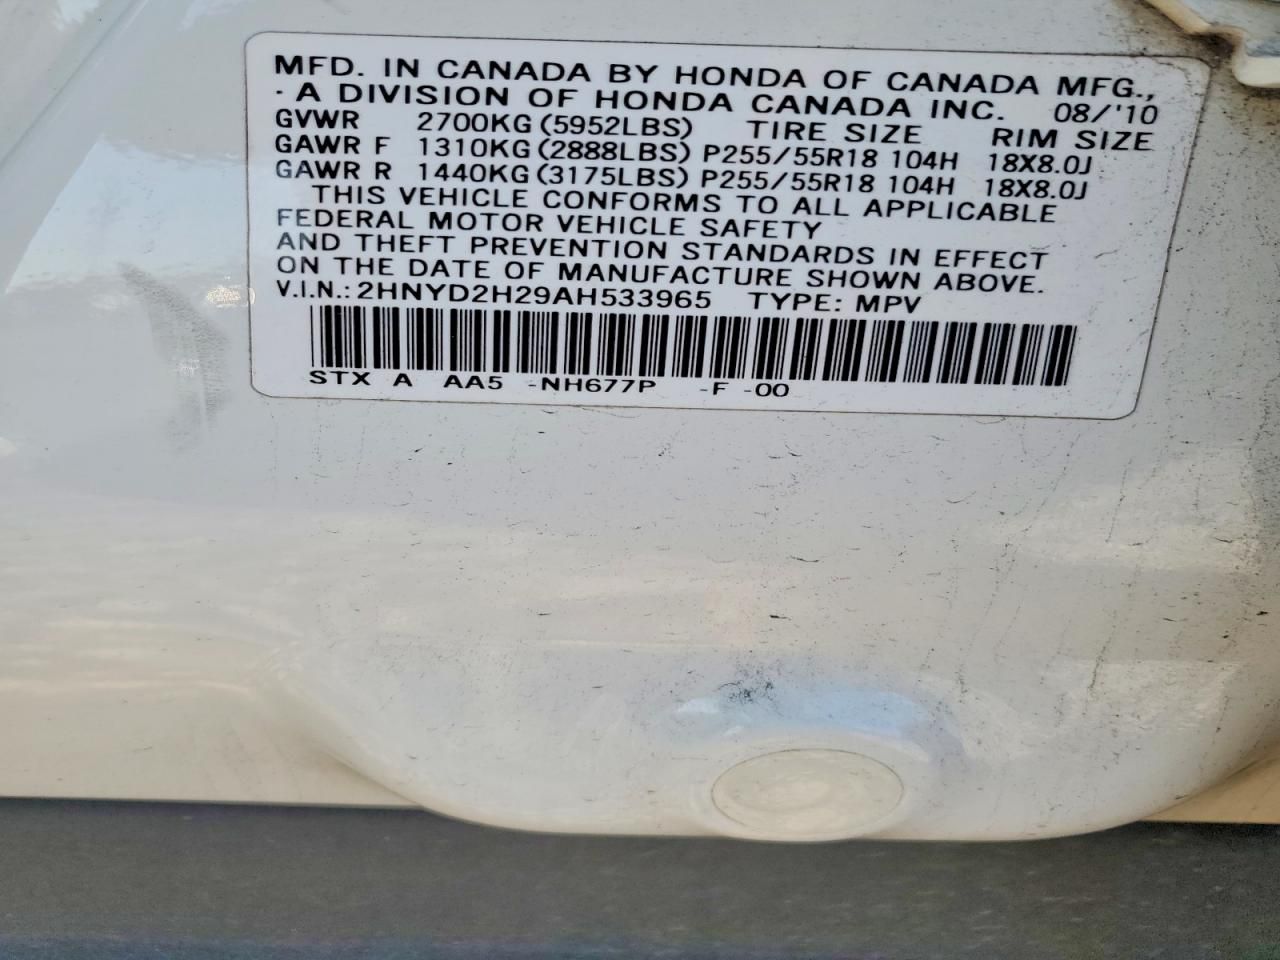 MFD. IN CANADA BY HONDA OF CANADA MFG.,
- A DIVISION OF HONDA CANADA INC. 08/'10
GVWR 2700KG (5952LBS) TIRE SIZE RIM SIZE
GAWR F 1310KG (2888LBS) P255/55R18 104H 18X8.0J
GAWR R 1440KG (3175LBS) P255/55R18 104H 18X8.0J
THIS VEHICLE CONFORMS TO ALL APPLICABLE
FEDERAL MOTOR VEHICLE SAFETY
AND THEFT PREVENTION STANDARDS IN EFFECT
ON THE DATE OF MANUFACTURE SHOWN ABOVE.
V.I.N.: 2HNYD2H29AH533965 TYPE: MPV
STX A AA5 -NH677P -F -00